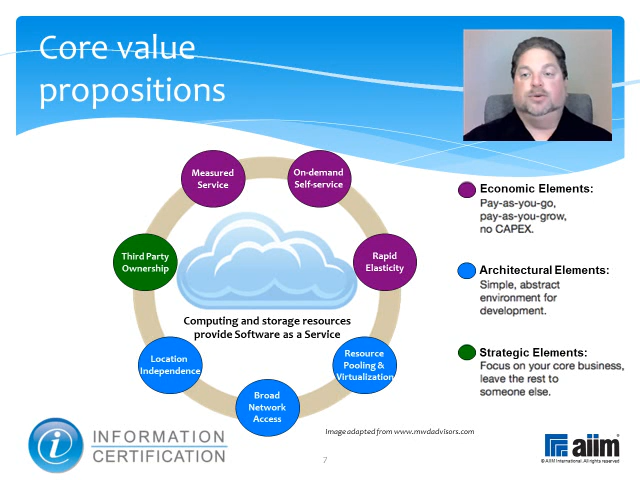 Core value
propositions
Measured
Service
On-demand
Self-service
Third Party
Ownership
Rapid
Elasticity
Computing and storage resources
provide Software as a Service
Location
Independence
Resource
Pooling &
Virtualization
Broad
Network
Access
Economic Elements:
Pay-as-you-go,
pay-as-you-grow,
no CAPEX.
Architectural Elements:
Simple, abstract
environment for
development.
Strategic Elements:
Focus on your core business,
leave the rest to
someone else.
Image adapted from www.mwdadvisors.com
i
INFORMATION
CERTIFICATION
7
aiim
© AIIM International. All rights reserved